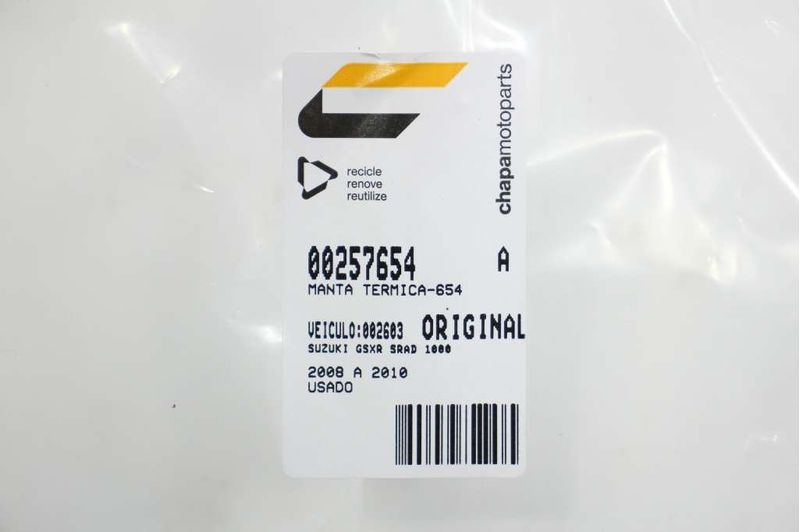 chapamotoparts
recicle
renove
reutilize
00257654 A
MANTA TERMICA-654
VEICULO:002603 ORIGINAL
SUZUKI GSXR SRAD 1000
2008 A 2010
USADO